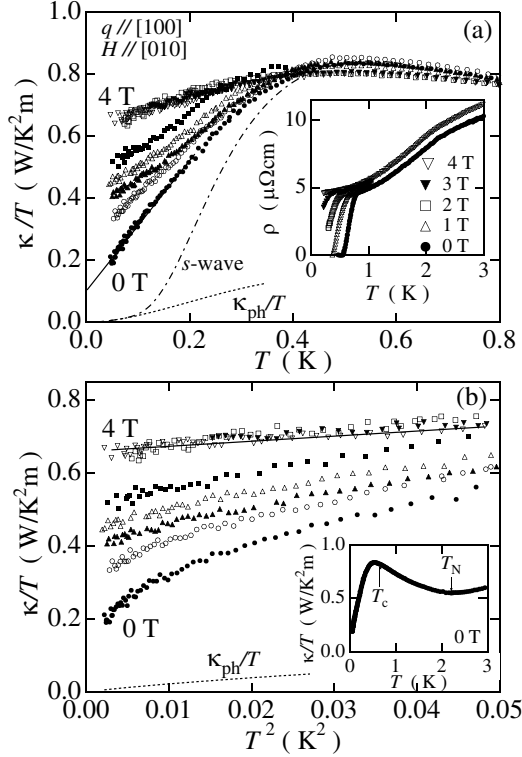 q // [100]
H // [010]
(a)
0.8
0.6
0.4
0.2
0.0
κ/T ( W/K²m )
4 T
0 T
s-wave
κph/T
10
5
0
ρ ( μΩcm )
4 T
3 T
2 T
1 T
0 T
0
1
2
3
T ( K )
0.0
0.2
0.4
0.6
0.8
T ( K )
(b)
0.8
0.6
0.4
0.2
0.0
κ/T ( W/K²m )
4 T
0 T
κph/T
1.0
0.5
0.0
κ/T ( W/K²m )
Tc
TN
0 T
0
1
2
3
T ( K )
0.00
0.01
0.02
0.03
0.04
0.05
T² ( K² )